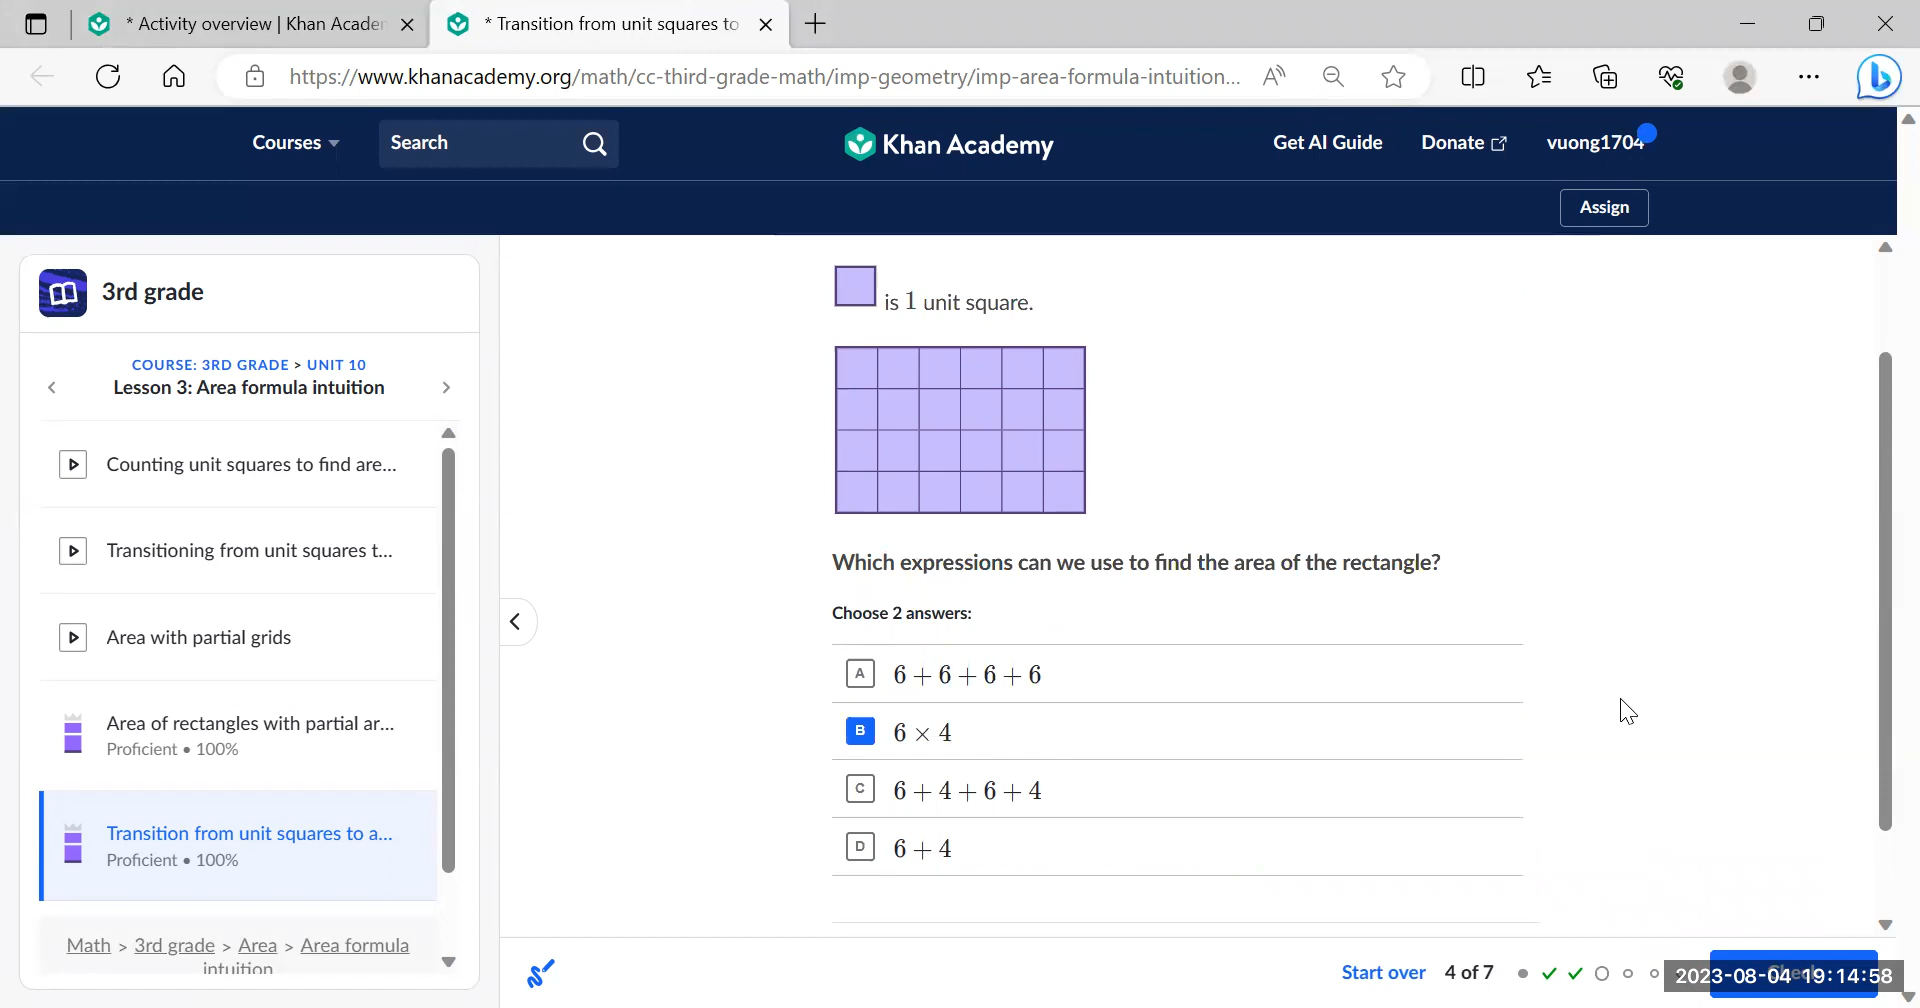 * Activity overview | Khan Academ
* Transition from unit squares to
https://www.khanacademy.org/math/cc-third-grade-math/imp-geometry/imp-area-formula-intuition...
Courses
Search
Khan Academy
Get AI Guide
Donate
vuong1704
Assign
3rd grade
COURSE: 3RD GRADE > UNIT 10
Lesson 3: Area formula intuition
Counting unit squares to find are...
Transitioning from unit squares t...
Area with partial grids
Area of rectangles with partial ar...
Proficient • 100%
Transition from unit squares to a...
Proficient • 100%
Math > 3rd grade > Area > Area formula
intuition
is 1 unit square.
Which expressions can we use to find the area of the rectangle?
Choose 2 answers:
A 6 + 6 + 6 + 6
B 6 × 4
C 6 + 4 + 6 + 4
D 6 + 4
Start over 4 of 7
2023-08-04 19:14:58